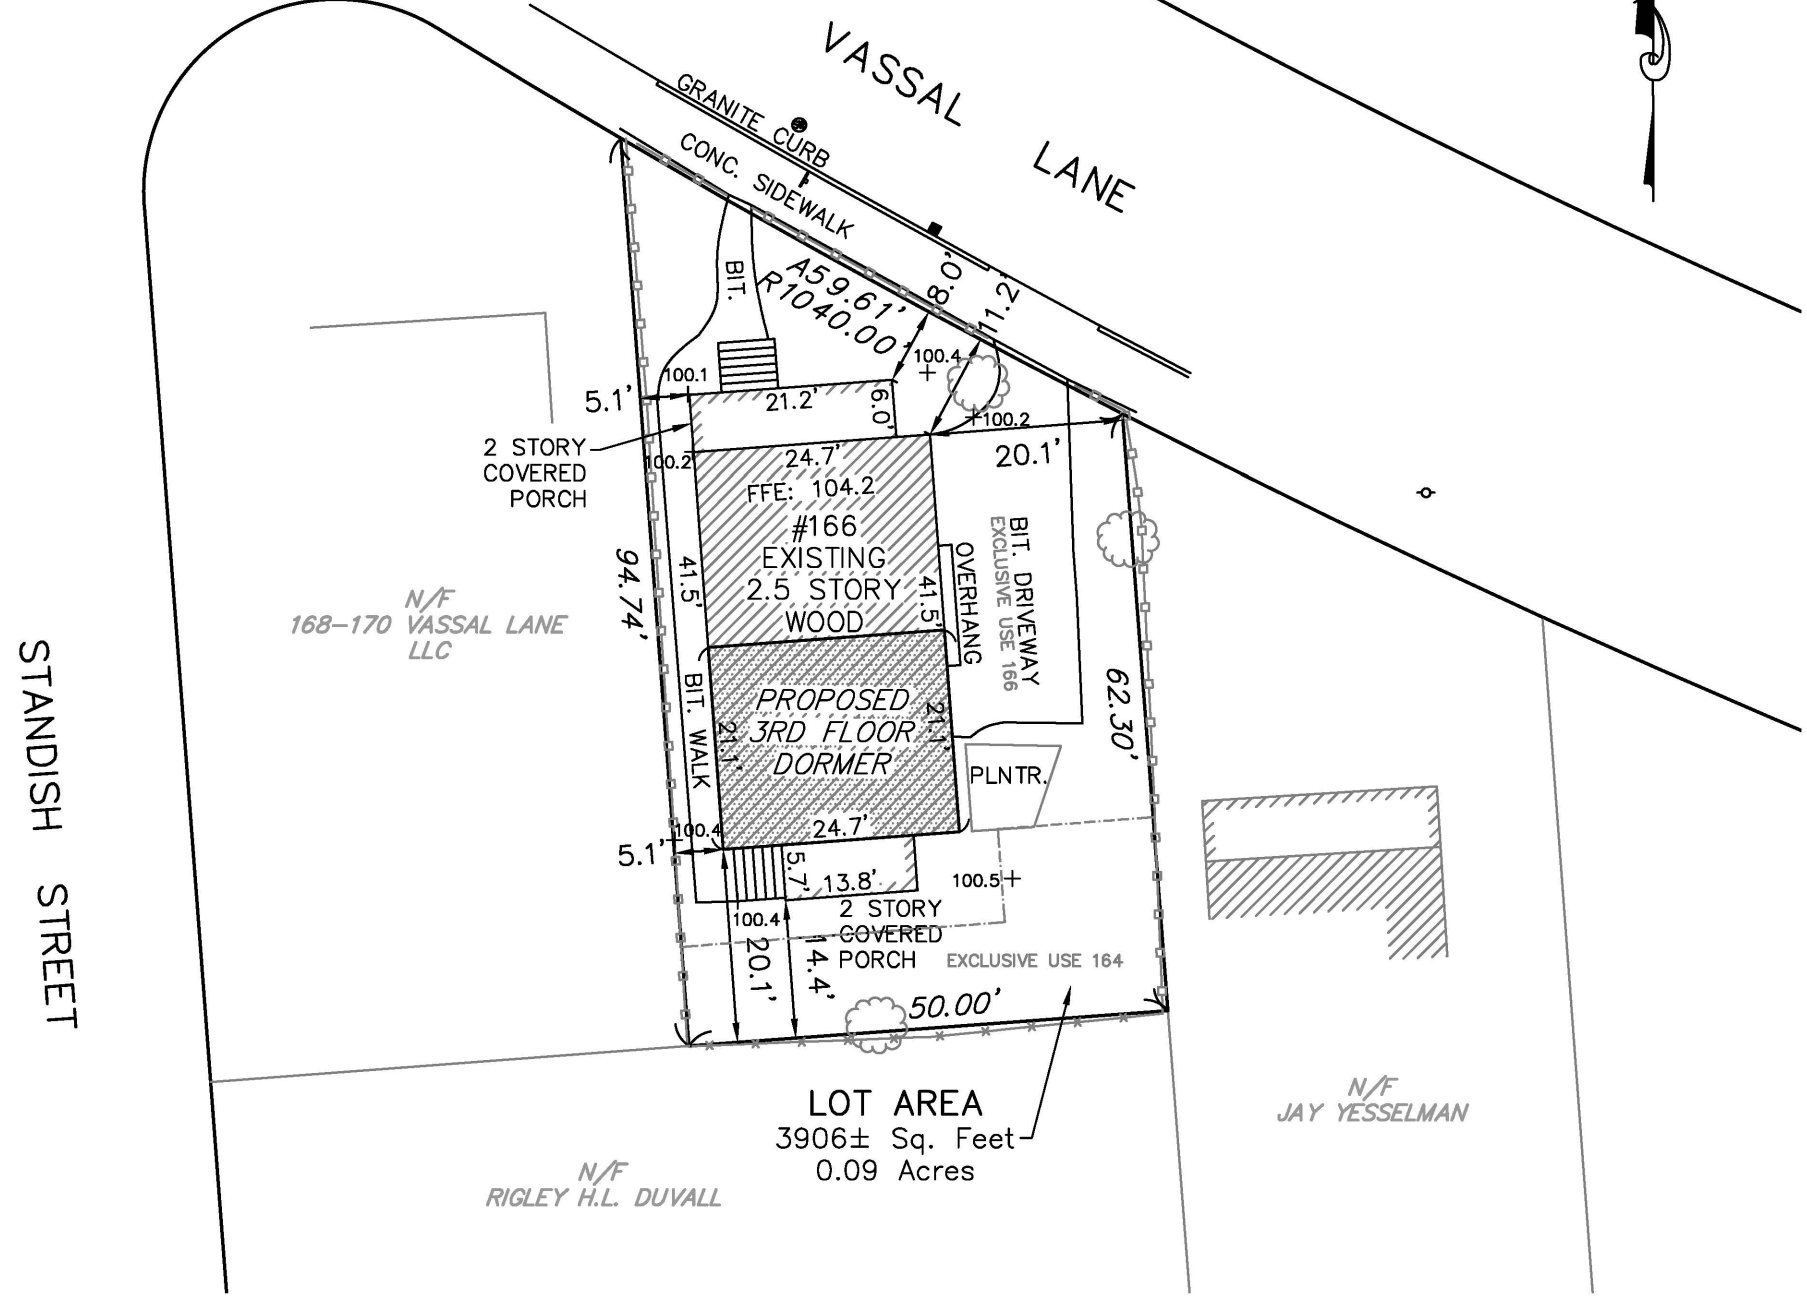 VASSAL LANE
GRANITE CURB
CONC. SIDEWALK
BIT.
A59.61'
R1040.00'
8.0'
11.2'
100.4
100.1
5.1'
21.2'
6.0'
100.2
20.1'
2 STORY
COVERED
PORCH
100.2
24.7'
FFE: 104.2
#166
EXISTING
2.5 STORY
WOOD
41.5'
41.5'
OVERHANG
BIT. DRIVEWAY
EXCLUSIVE USE 166
94.74'
62.30'
N/F
168-170 VASSAL LANE
LLC
STANDISH STREET
BIT. WALK
PROPOSED
3RD FLOOR
DORMER
21.1'
21.1'
PLNTR.
24.7'
100.4
5.1'
5.7'
13.8'
100.5
100.4
2 STORY
COVERED
PORCH
20.1'
14.4'
EXCLUSIVE USE 164
50.00'
LOT AREA
3906± Sq. Feet
0.09 Acres
N/F
JAY YESSELMAN
N/F
RIGLEY H.L. DUVALL